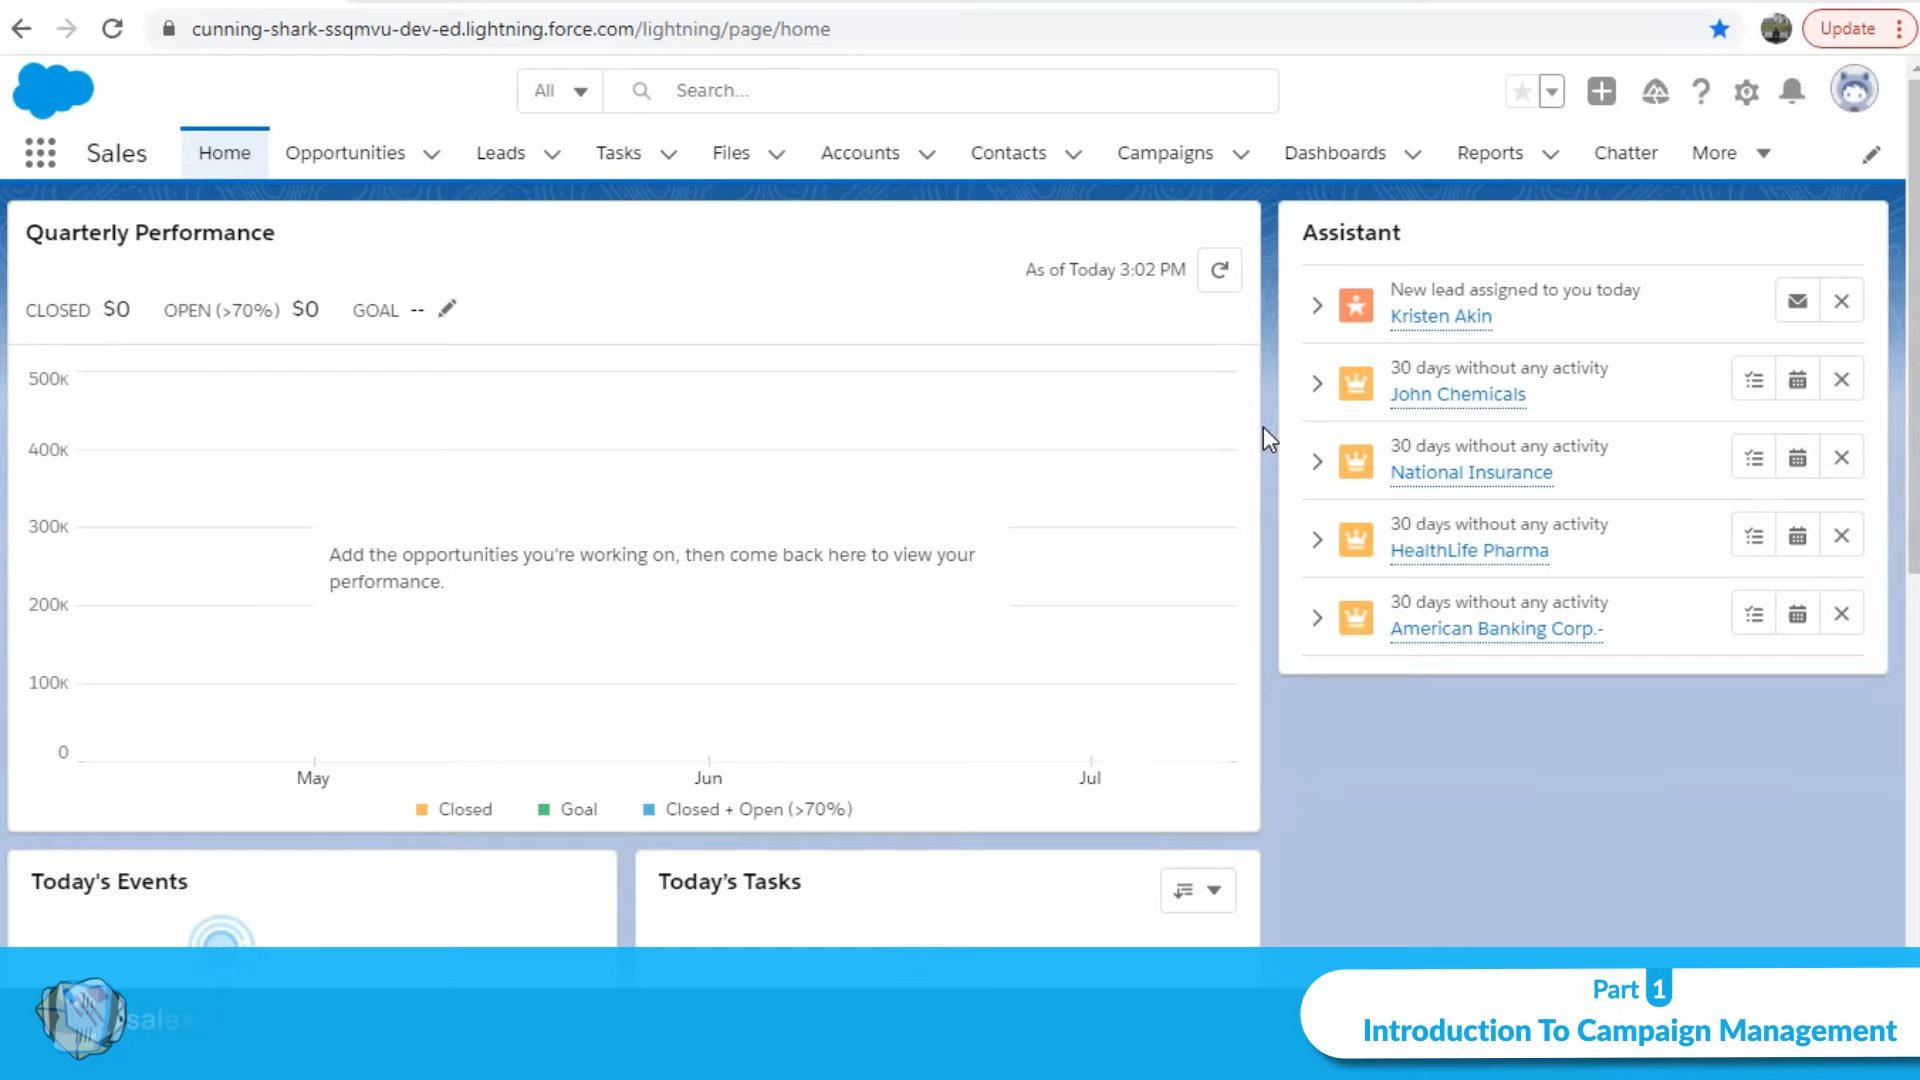 cunning-shark-ssqmvu-dev-ed.lightning.force.com/lightning/page/home
Update
All
Search...
Sales
Home
Opportunities
Leads
Tasks
Files
Accounts
Contacts
Campaigns
Dashboards
Reports
Chatter
More
Quarterly Performance
As of Today 3:02 PM
CLOSED $0 OPEN (>70%) $0 GOAL --
500K
400K
300K
200K
100K
0
Add the opportunities you're working on, then come back here to view your
performance.
May
Jun
Jul
Closed
Goal
Closed + Open (>70%)
Assistant
New lead assigned to you today
Kristen Akin
30 days without any activity
John Chemicals
30 days without any activity
National Insurance
30 days without any activity
HealthLife Pharma
30 days without any activity
American Banking Corp.-
Today's Events
Today's Tasks
sales
Part 1
Introduction To Campaign Management